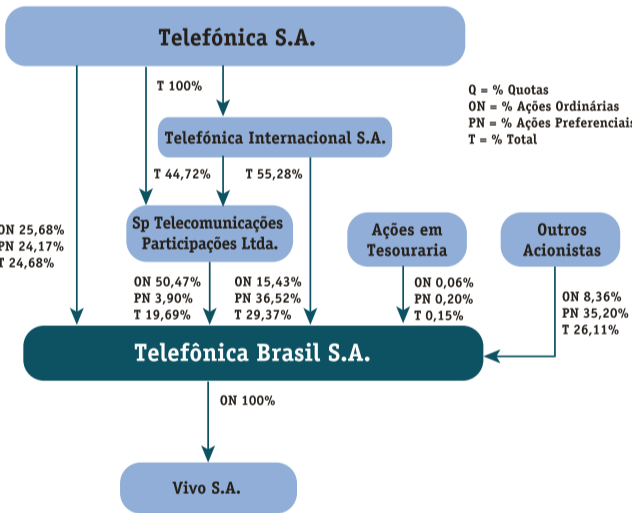 Telefónica S.A.
T 100%
Q = % Quotas
ON = % Ações Ordinárias
PN = % Ações Preferenciais
T = % Total
Telefónica Internacional S.A.
T 44,72%
T 55,28%
ON 25,68%
PN 24,17%
T 24,68%
Sp Telecomunicações
Participações Ltda.
Ações em
Tesouraria
Outros
Acionistas
ON 50,47%
PN 3,90%
T 19,69%
ON 15,43%
PN 36,52%
T 29,37%
ON 0,06%
PN 0,20%
T 0,15%
ON 8,36%
PN 35,20%
T 26,11%
Telefônica Brasil S.A.
ON 100%
Vivo S.A.